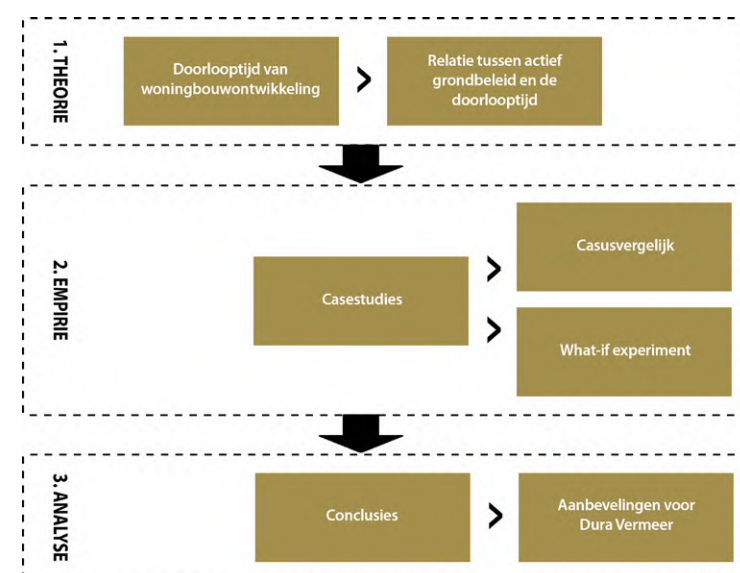 1. THEORIE
Doorlooptijd van
woningbouwontwikkeling
>
Relatie tussen actief
grondbeleid en de
doorlooptijd
2. EMPIRIE
Casestudies
>
Casusvergelijk
>
What-if experiment
3. ANALYSE
Conclusies
>
Aanbevelingen voor
Dura Vermeer